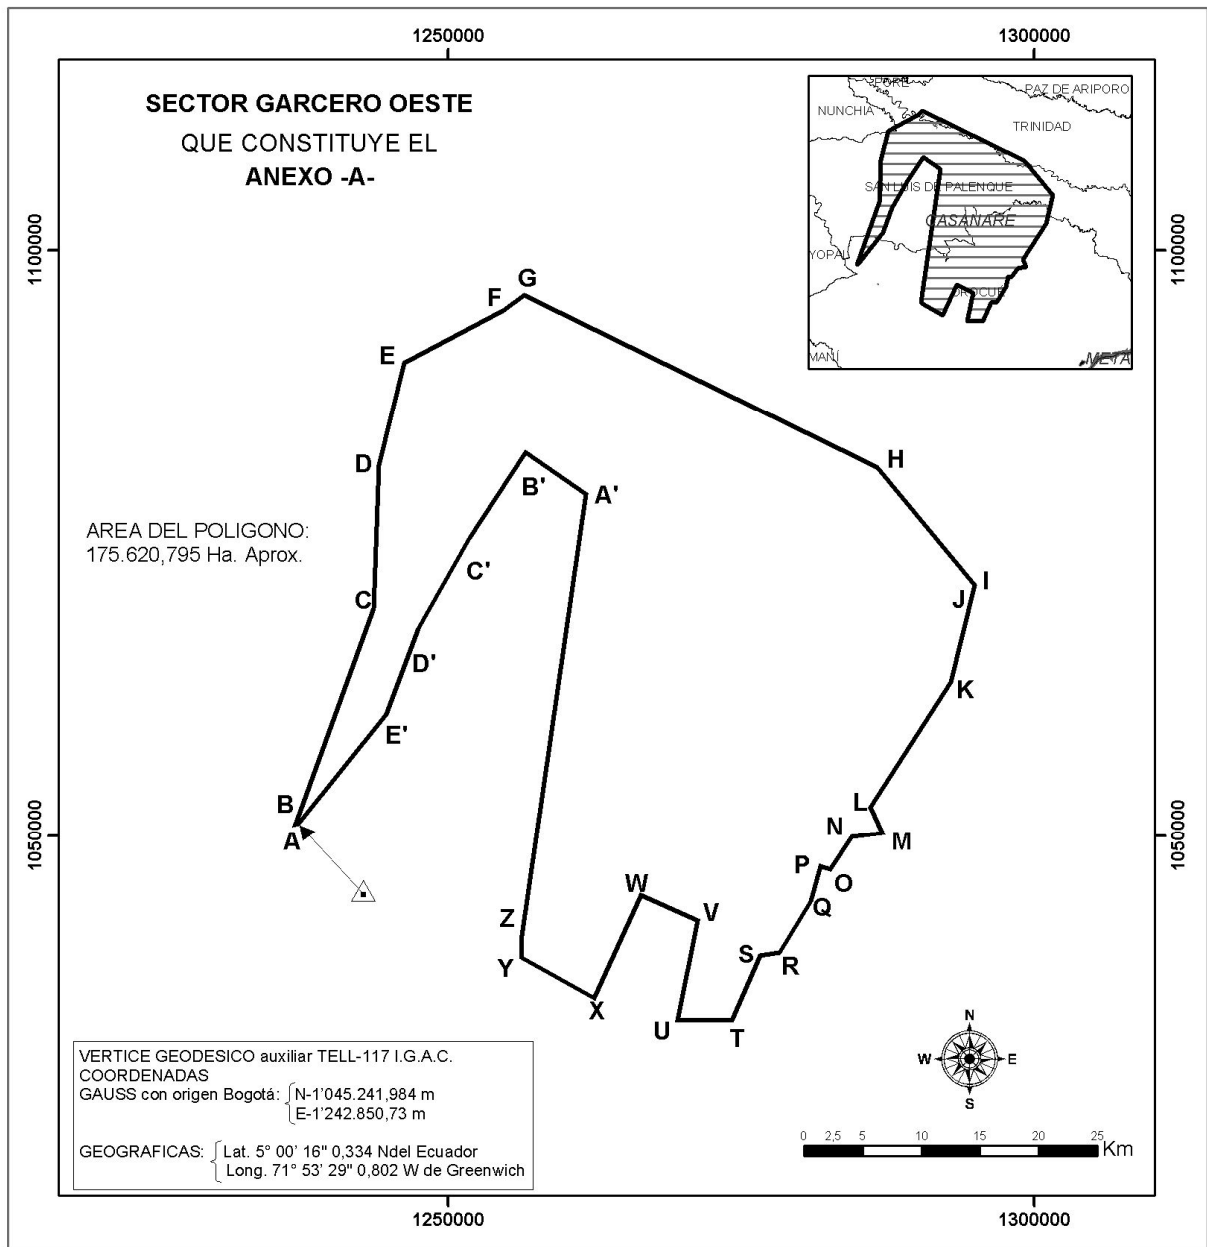 1250000
1300000
SECTOR GARCERO OESTE
QUE CONSTITUYE EL
ANEXO -A-
PORE
PAZ DE ARIPORO
NUNCHIA
TRINIDAD
SAN LUIS DE PALENQUE
CASANARE
YOPAL
OROCUE
MANÍ
META
1100000
1100000
G
F
E
H
D
B'
A'
AREA DEL POLIGONO:
175.620,795 Ha. Aprox.
C'
I
J
C
D'
K
E'
B
A
L
N
M
1050000
1050000
P
O
W
Q
V
Z
Y
S
R
X
U
T
VERTICE GEODESICO auxiliar TELL-117 I.G.A.C.
COORDENADAS
GAUSS con origen Bogotá: N-1'045.241,984 m
E-1'242.850,73 m
GEOGRAFICAS: Lat. 5° 00' 16" 0,334 Ndel Ecuador
Long. 71° 53' 29" 0,802 W de Greenwich
N
W
E
S
0 2,5 5 10 15 20 25
Km
1250000
1300000